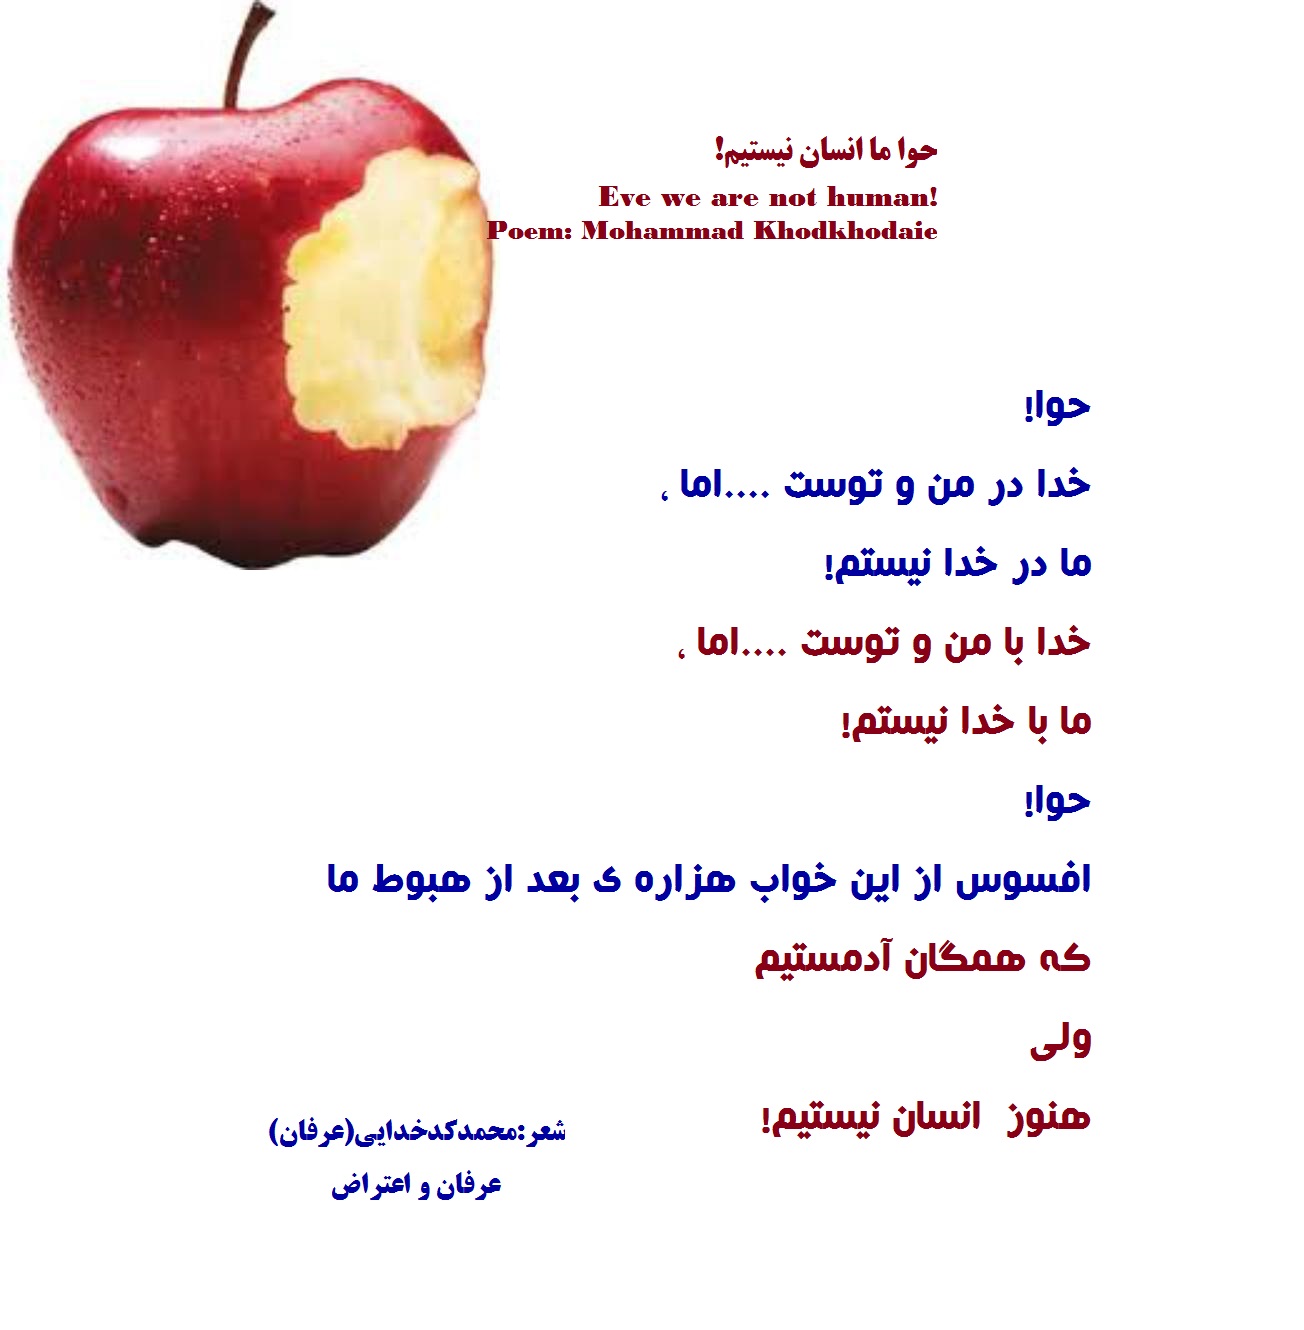 حوا ما انسان نیستیم!
Eve we are not human!
Poem: Mohammad Khodkhodaie
حوا!
خدا در من و توست ....اما ،
ما در خدا نیستم!
خدا با من و توست ....اما ،
ما با خدا نیستم!
حوا!
افسوس از این خواب هزاره ی بعد از هبوط ما
که همگان آدمستیم
ولی
هنوز انسان نیستیم!
شعر:محمدکدخدایی(عرفان)
عرفان و اعتراض